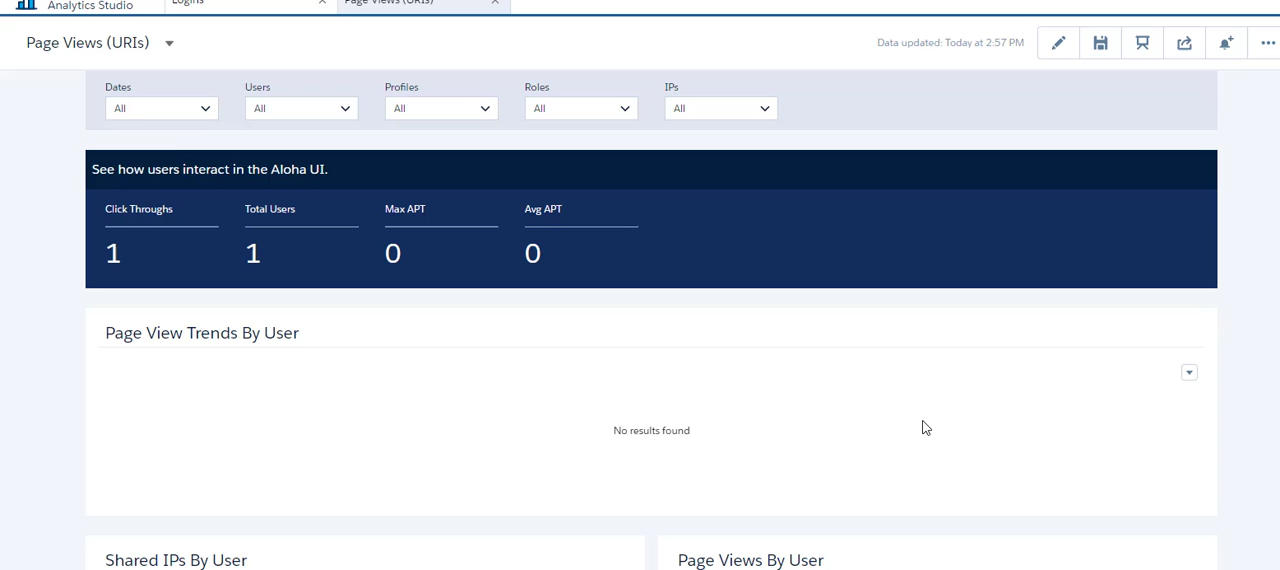 Analytics Studio
Logins
Page Views (URIs)
Page Views (URIs)
Data updated: Today at 2:57 PM
Dates
Users
Profiles
Roles
IPs
All
All
All
All
All
See how users interact in the Aloha UI.
Click Throughs
Total Users
Max APT
Avg APT
1
1
0
0
Page View Trends By User
No results found
Shared IPs By User
Page Views By User